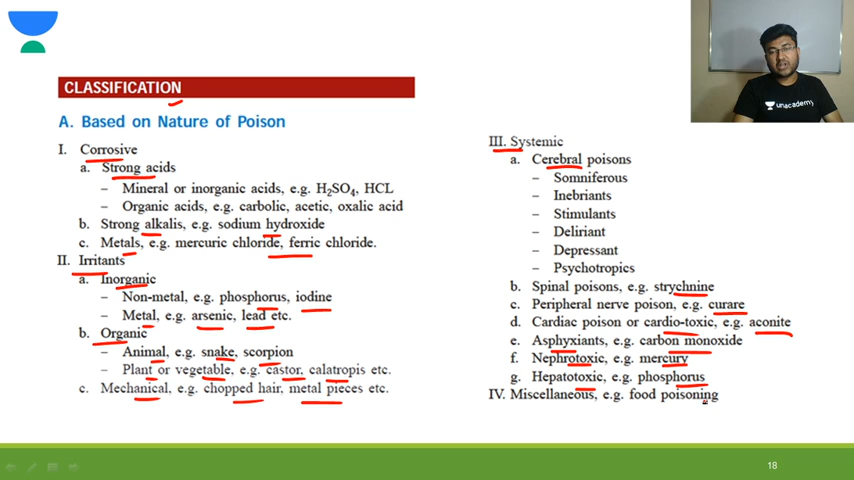 CLASSIFICATION
A. Based on Nature of Poison
I. Corrosive
a. Strong acids
– Mineral or inorganic acids, e.g. H₂SO₄, HCL
– Organic acids, e.g. carbolic, acetic, oxalic acid
b. Strong alkalis, e.g. sodium hydroxide
c. Metals, e.g. mercuric chloride, ferric chloride.
II. Irritants
a. Inorganic
– Non-metal, e.g. phosphorus, iodine
– Metal, e.g. arsenic, lead etc.
b. Organic
– Animal, e.g. snake, scorpion
– Plant or vegetable, e.g. castor, calatropis etc.
c. Mechanical, e.g. chopped hair, metal pieces etc.
III. Systemic
a. Cerebral poisons
– Somniferous
– Inebriants
– Stimulants
– Deliriant
– Depressant
– Psychotropics
b. Spinal poisons, e.g. strychnine
c. Peripheral nerve poison, e.g. curare
d. Cardiac poison or cardio-toxic, e.g. aconite
e. Asphyxiants, e.g. carbon monoxide
f. Nephrotoxic, e.g. mercury
g. Hepatotoxic, e.g. phosphorus
IV. Miscellaneous, e.g. food poisoning
unacademy
18